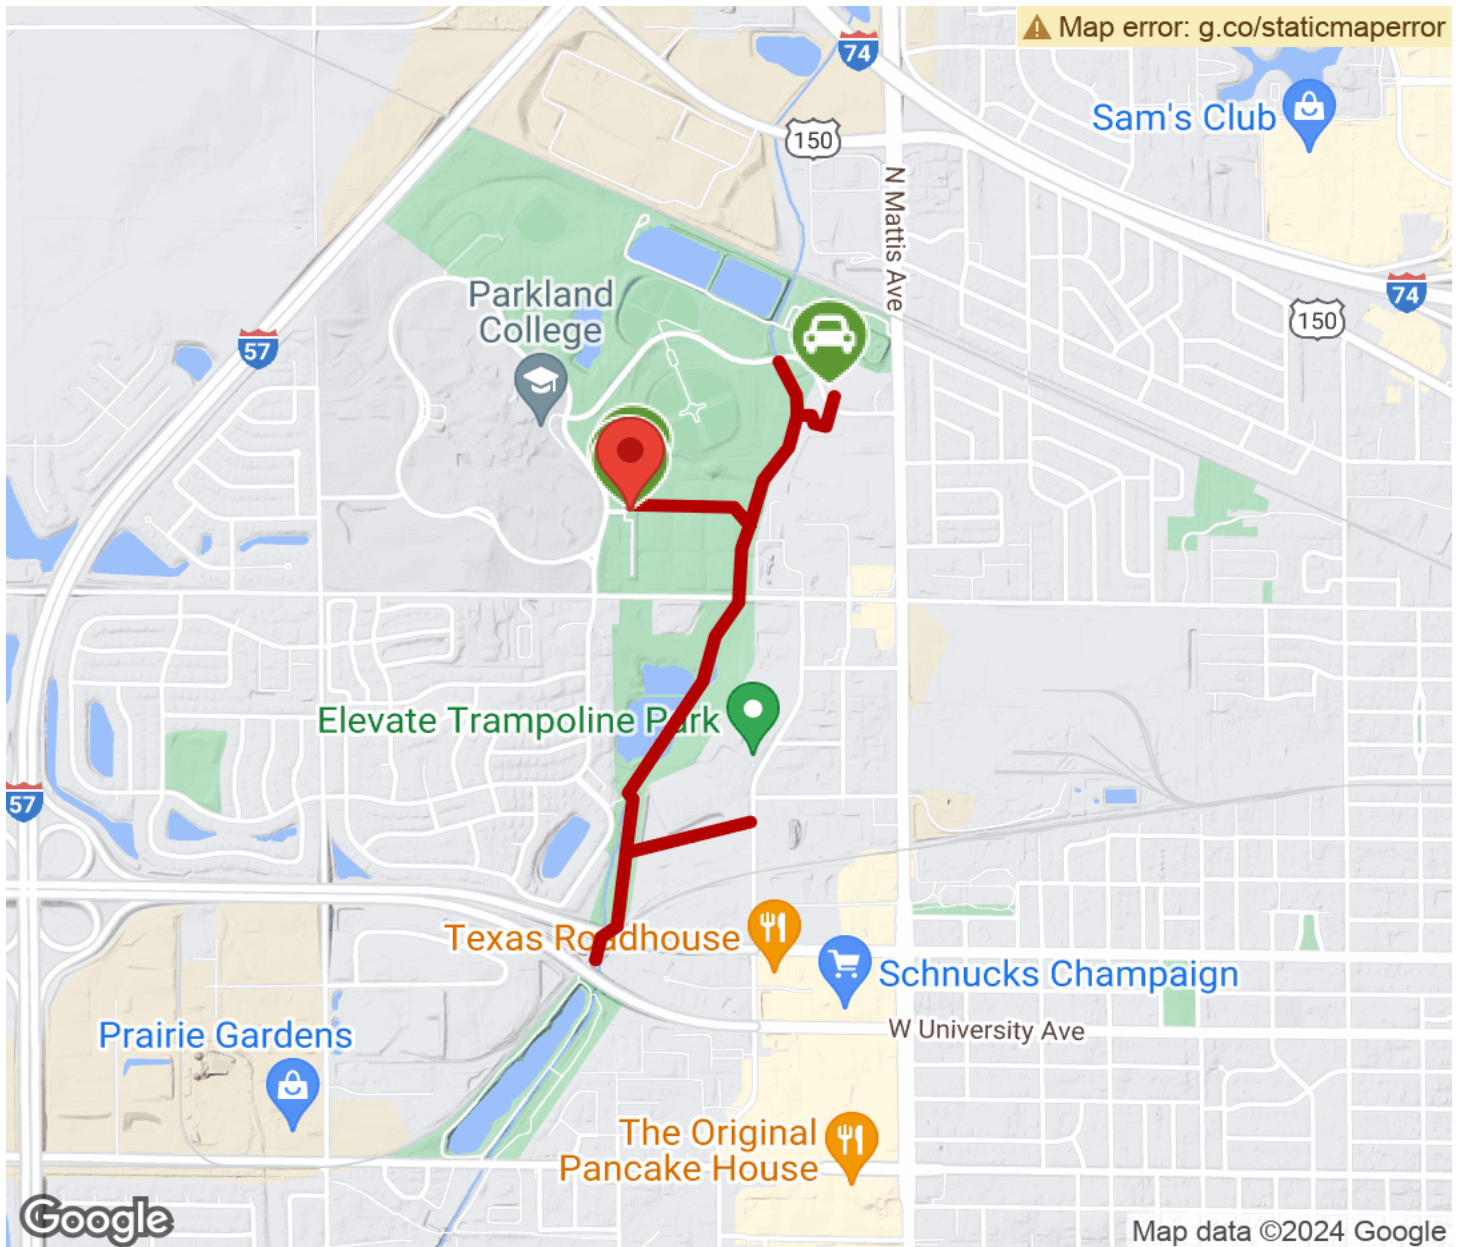 Map error: g.co/staticmaperror
74
150
Sam's Club
N Mattis Ave
Parkland
College
74
150
57
Elevate Trampoline Park
57
Texas Roadhouse
Schnucks Champaign
W University Ave
Prairie Gardens
The Original
Pancake House
Google
Map data ©2024 Google